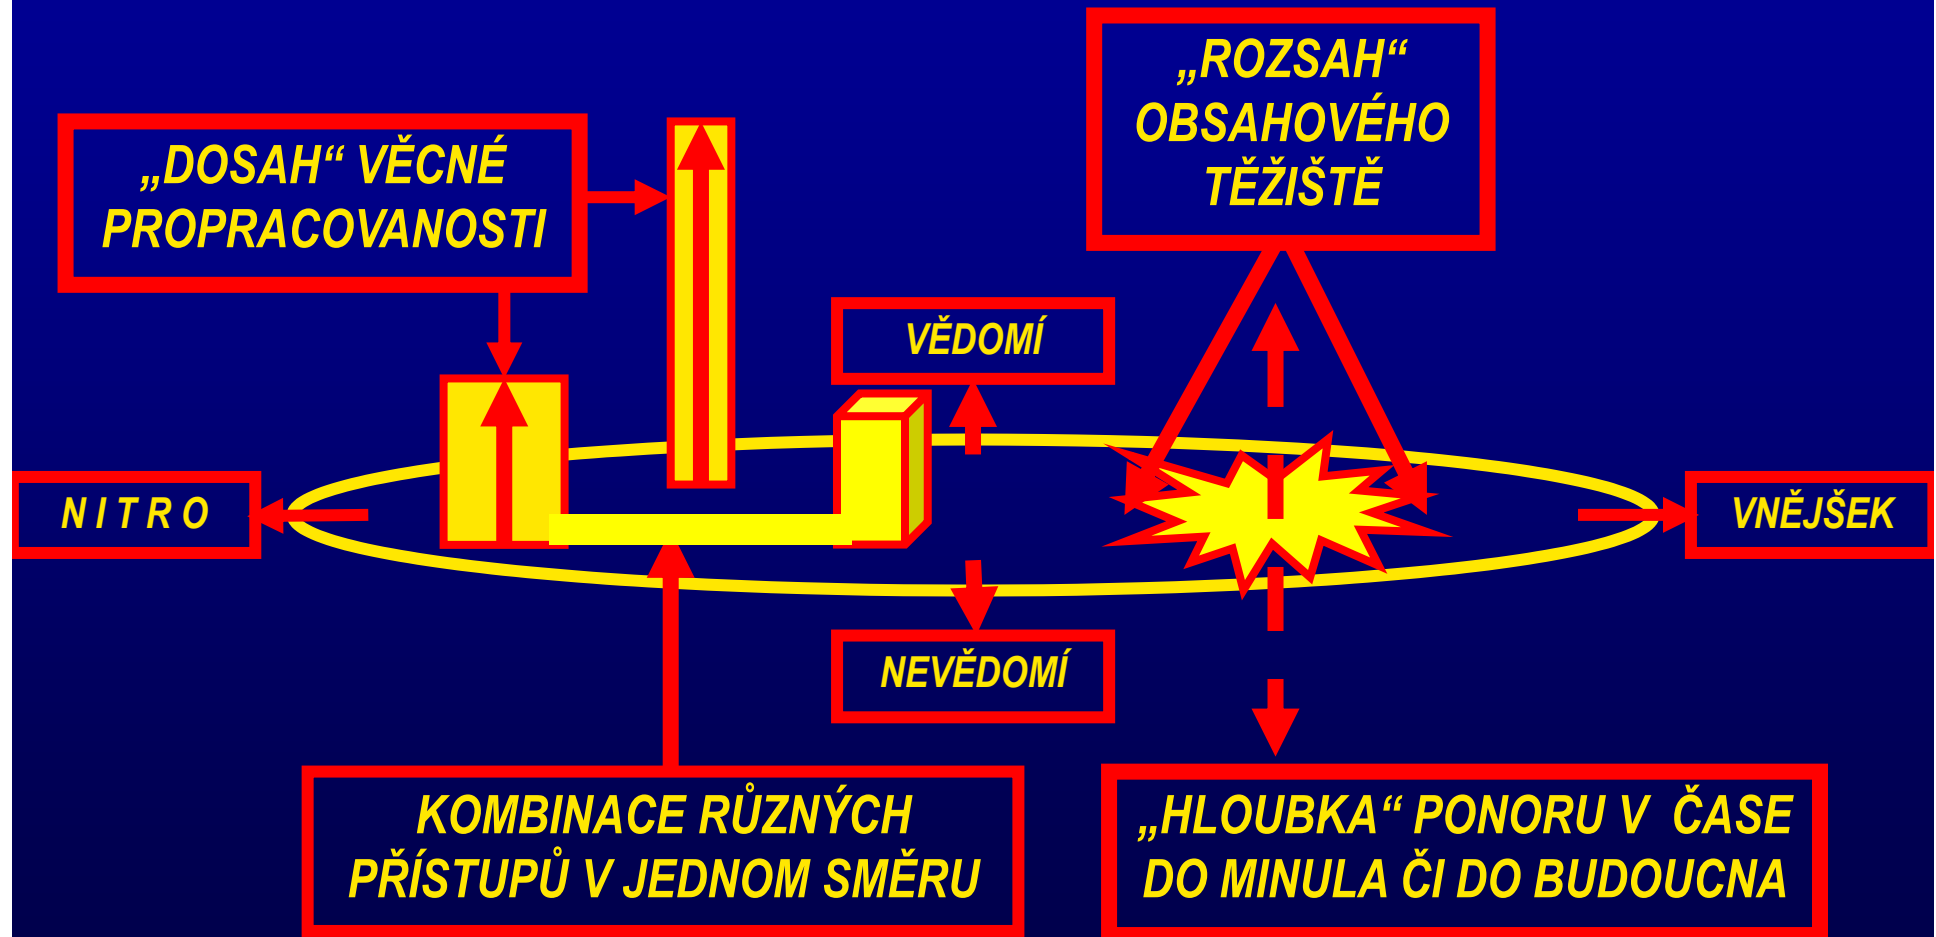 „ROZSAH“
OBSAHOVÉHO
TĚŽIŠTĚ
„DOSAH“ VĚCNÉ
PROPRACOVANOSTI
VĚDOMÍ
N I T R O
VNĚJŠEK
NEVĚDOMÍ
KOMBINACE RŮZNÝCH
PŘÍSTUPŮ V JEDNOM SMĚRU
„HLOUBKA“ PONORU V ČASE
DO MINULA ČI DO BUDOUCNA